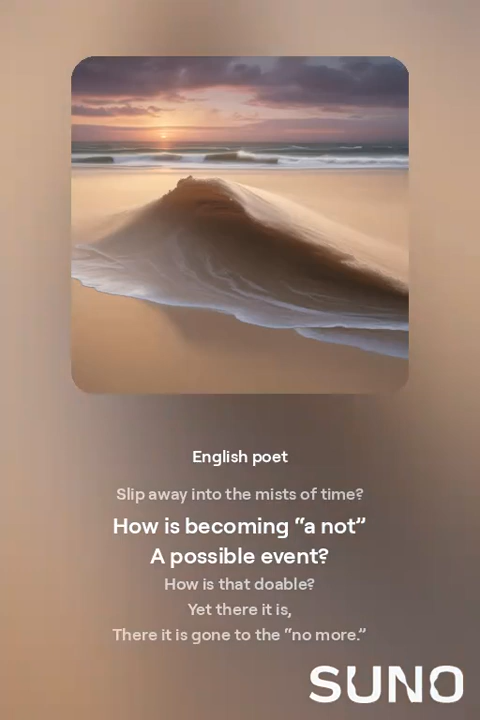 English poet
Slip away into the mists of time?
How is becoming “a not”
A possible event?
How is that doable?
Yet there it is,
There it is gone to the “no more.”
SUNO